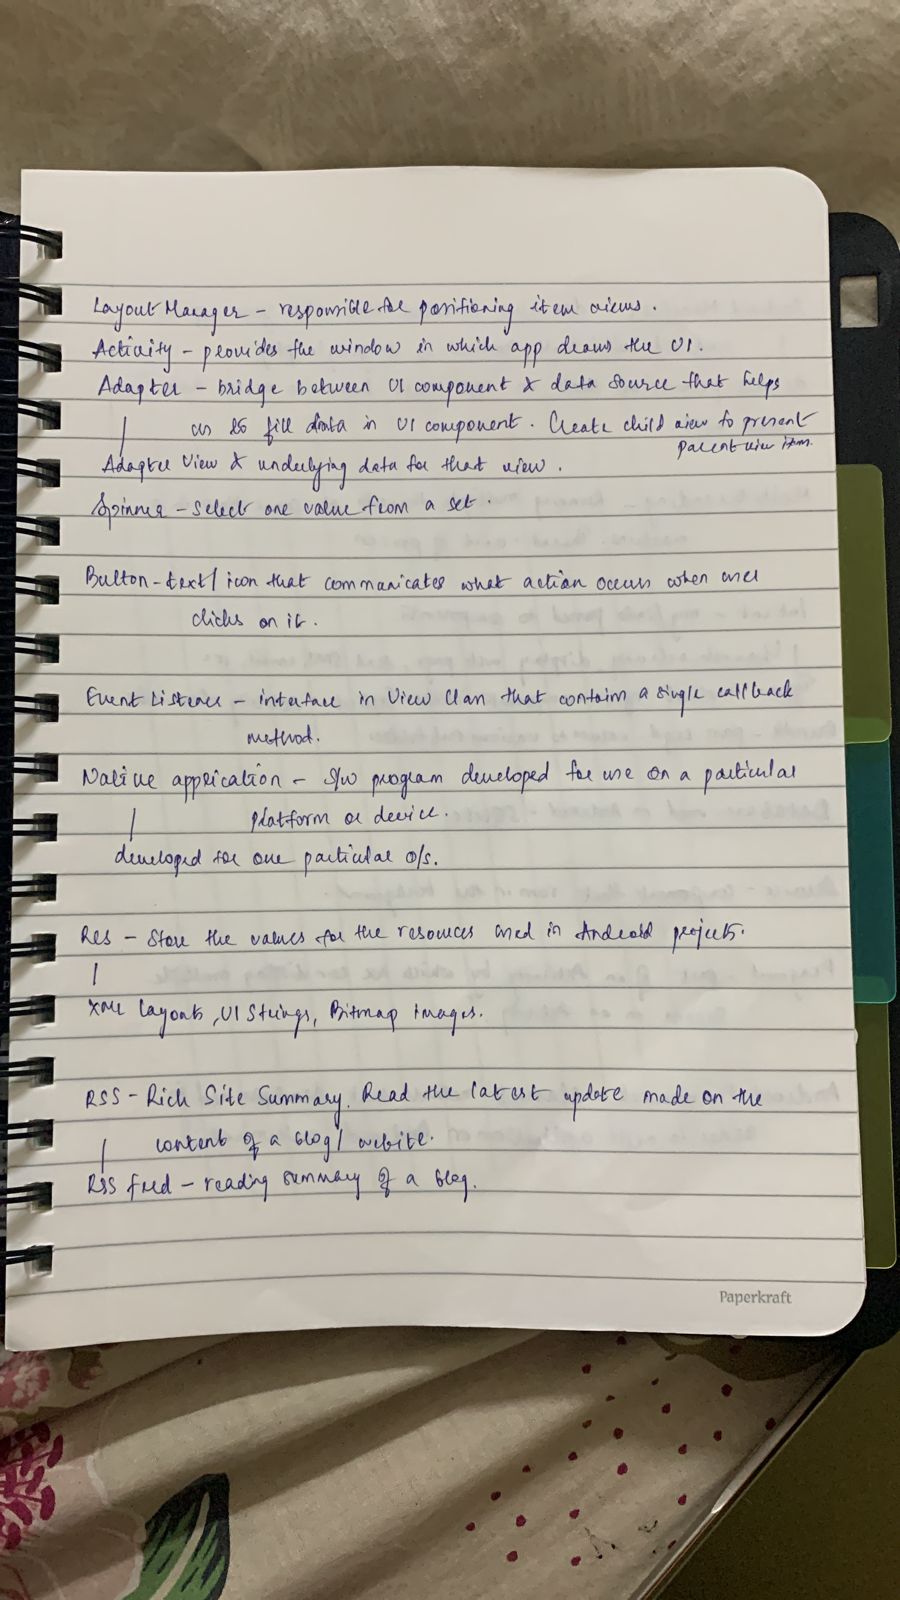 Layout Manager - responsible for positioning item views.
Activity - provides the window in which app draws the UI.
Adapter - bridge between UI component & data source that helps
us to fill data in UI component. Create child view to present
parent view item.
Adapter View & underlying data for that view.
Spinner - Select one value from a set.
Button - text/icon that communicates what action occurs when user
clicks on it.
Event Listener - interface in View Class that contains a single callback
method.
Native application - S/w program developed for use on a particular
platform or device.
developed for one particular o/s.
Res - Store the values for the resources used in Android projects.
XML layouts, UI Strings, Bitmap images.
RSS - Rich Site Summary. Read the latest update made on the
content of a blog/ website.
RSS feed - reading summary of a blog.
Paperkraft